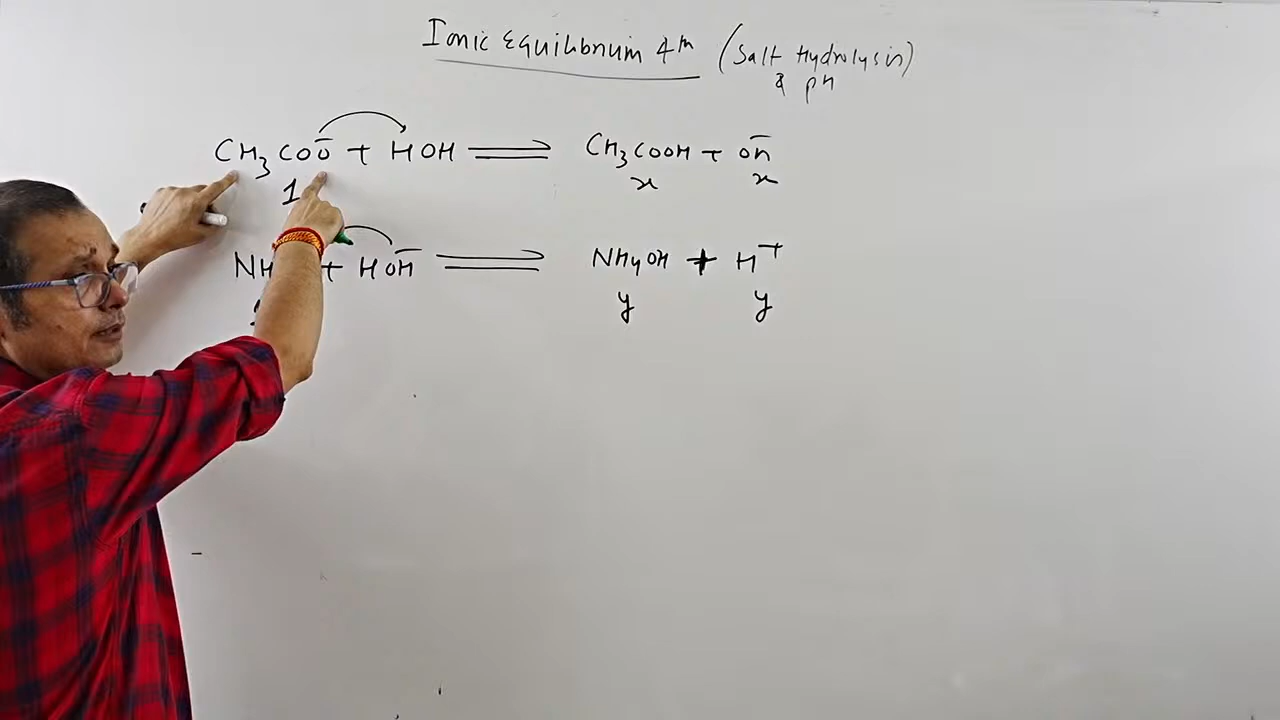 Ionic Equilibrium 4th (Salt Hydrolysis)
& pH
CH₃COO⁻ + HOH ⇌ CH₃COOH + OH⁻
1 x x
NH + HOH⁻ ⇌ NH₄OH + H⁺
y y